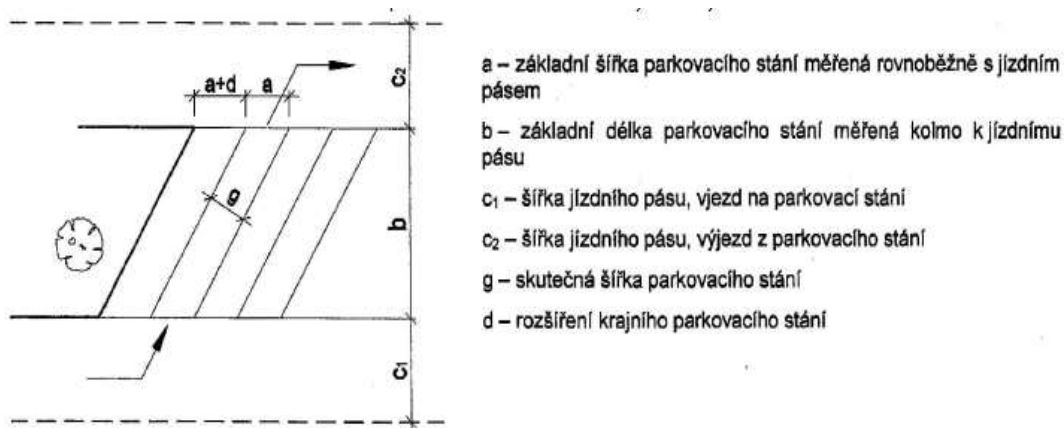 c₂
a+d
a
g
b
c₁
a – základní šířka parkovacího stání měřená rovnoběžně s jízdním
pásem
b – základní délka parkovacího stání měřená kolmo k jízdnímu
pásu
c₁ – šířka jízdního pásu, vjezd na parkovací stání
c₂ – šířka jízdního pásu, výjezd z parkovacího stání
g – skutečná šířka parkovacího stání
d – rozšíření krajního parkovacího stání